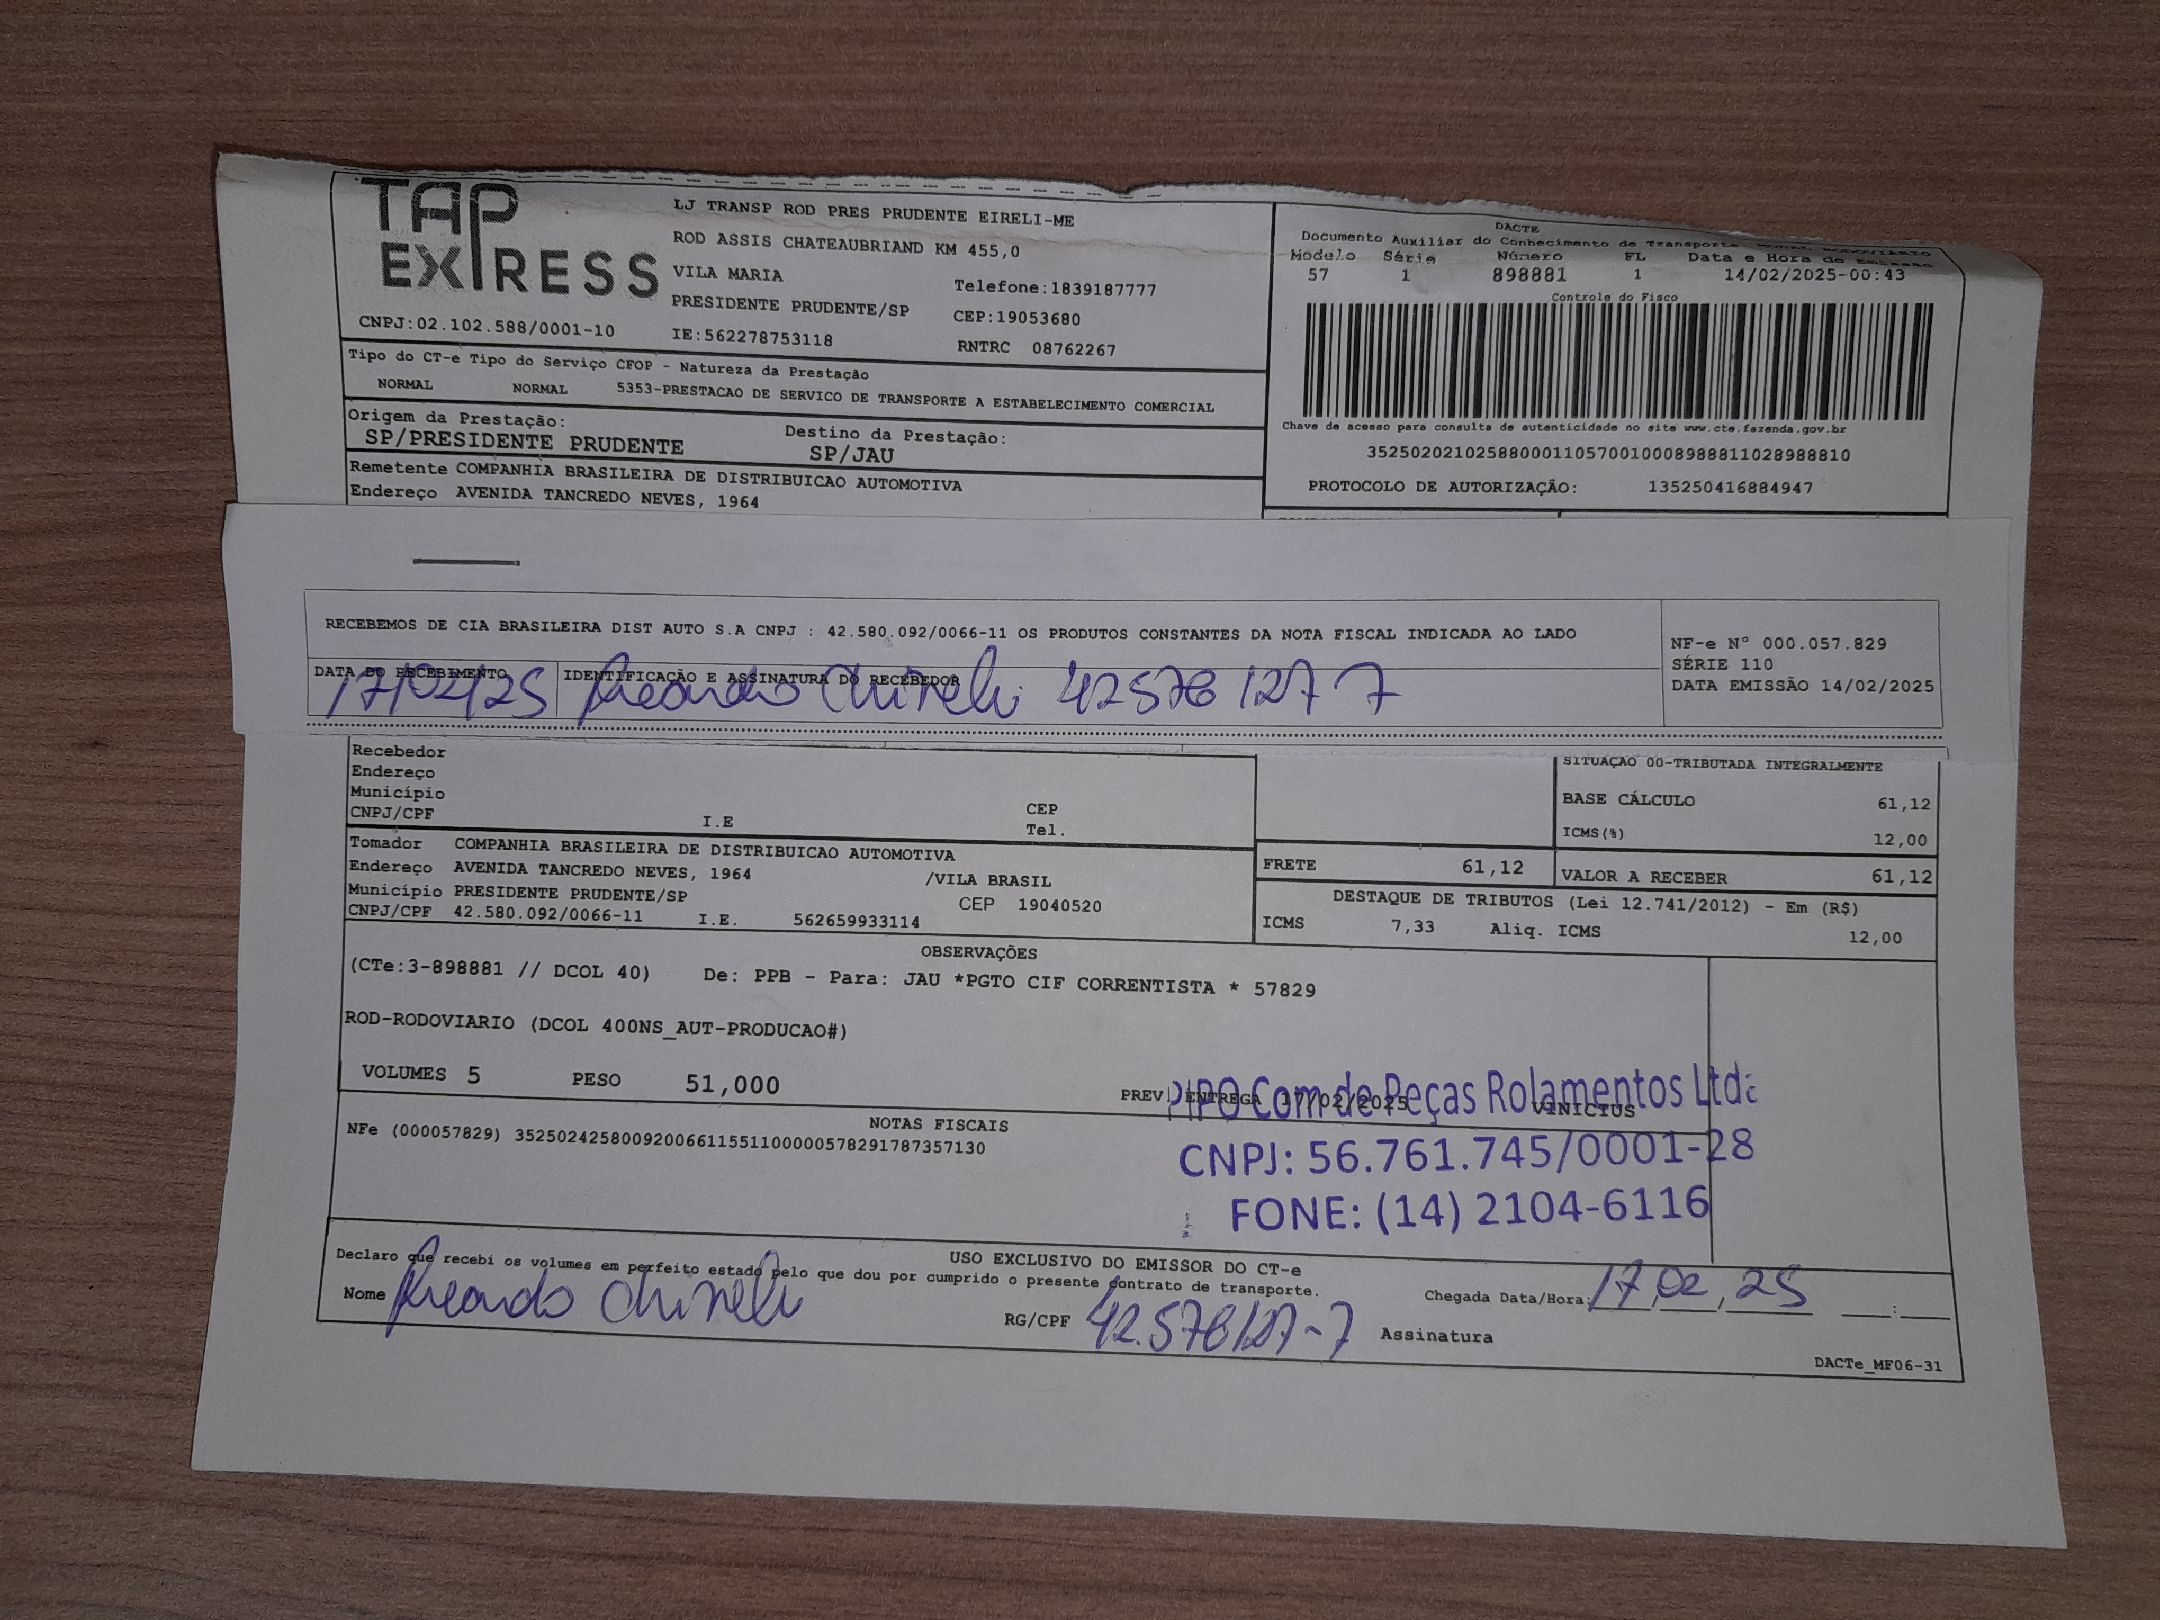 TAP EXPRESS
CNPJ:02.102.588/0001-10
LJ TRANSP ROD PRES PRUDENTE EIRELI-ME
ROD ASSIS CHATEAUBRIAND KM 455,0
VILA MARIA
Telefone:1839187777
PRESIDENTE PRUDENTE/SP
CEP:19053680
IE:562278753118
RNTRC 08762267
DACTE
Documento Auxiliar do Conhecimento de Transporte
Modelo Série Número FL Data e Hora de Emissão
57 1 898881 1 14/02/2025-00:43
Controle do Fisco
Chave de acesso para consulta de autenticidade no site www.cte.fazenda.gov.br
35250202102588000110570010008988811028988810
PROTOCOLO DE AUTORIZAÇÃO: 135250416884947
Tipo do CT-e Tipo do Serviço CFOP - Natureza da Prestação
NORMAL NORMAL 5353-PRESTACAO DE SERVICO DE TRANSPORTE A ESTABELECIMENTO COMERCIAL
Origem da Prestação: Destino da Prestação:
SP/PRESIDENTE PRUDENTE SP/JAU
Remetente COMPANHIA BRASILEIRA DE DISTRIBUICAO AUTOMOTIVA
Endereço AVENIDA TANCREDO NEVES, 1964
RECEBEMOS DE CIA BRASILEIRA DIST AUTO S.A CNPJ : 42.580.092/0066-11 OS PRODUTOS CONSTANTES DA NOTA FISCAL INDICADA AO LADO
NF-e N° 000.057.829
SÉRIE 110
DATA EMISSÃO 14/02/2025
DATA DO RECEBIMENTO IDENTIFICAÇÃO E ASSINATURA DO RECEBEDOR
17/02/25 Ricardo Chireli 42576127 7
Recebedor
Endereço
Município CEP
CNPJ/CPF I.E Tel.
SITUAÇÃO 00-TRIBUTADA INTEGRALMENTE
BASE CÁLCULO 61,12
ICMS(%) 12,00
Tomador COMPANHIA BRASILEIRA DE DISTRIBUICAO AUTOMOTIVA
Endereço AVENIDA TANCREDO NEVES, 1964 /VILA BRASIL
Município PRESIDENTE PRUDENTE/SP CEP 19040520
CNPJ/CPF 42.580.092/0066-11 I.E. 562659933114
FRETE 61,12 VALOR A RECEBER 61,12
DESTAQUE DE TRIBUTOS (Lei 12.741/2012) - Em (R$)
ICMS 7,33 Aliq. ICMS 12,00
OBSERVAÇÕES
(CTe:3-898881 // DCOL 40) De: PPB - Para: JAU *PGTO CIF CORRENTISTA * 57829
ROD-RODOVIARIO (DCOL 400NS_AUT-PRODUCAO#)
VOLUMES 5 PESO 51,000 PREV ENTREGA 17/02/2025 VINICIUS
PIPO Com de Peças Rolamentos Ltda
CNPJ: 56.761.745/0001-28
FONE: (14) 2104-6116
NOTAS FISCAIS
NFe (000057829) 35250242580092006611551100000578291787357130
USO EXCLUSIVO DO EMISSOR DO CT-e
Declaro que recebi os volumes em perfeito estado pelo que dou por cumprido o presente contrato de transporte.
Nome Ricardo Chireli RG/CPF 42.576127-7 Assinatura
Chegada Data/Hora: 17,02,25 :
DACTe_MF06-31